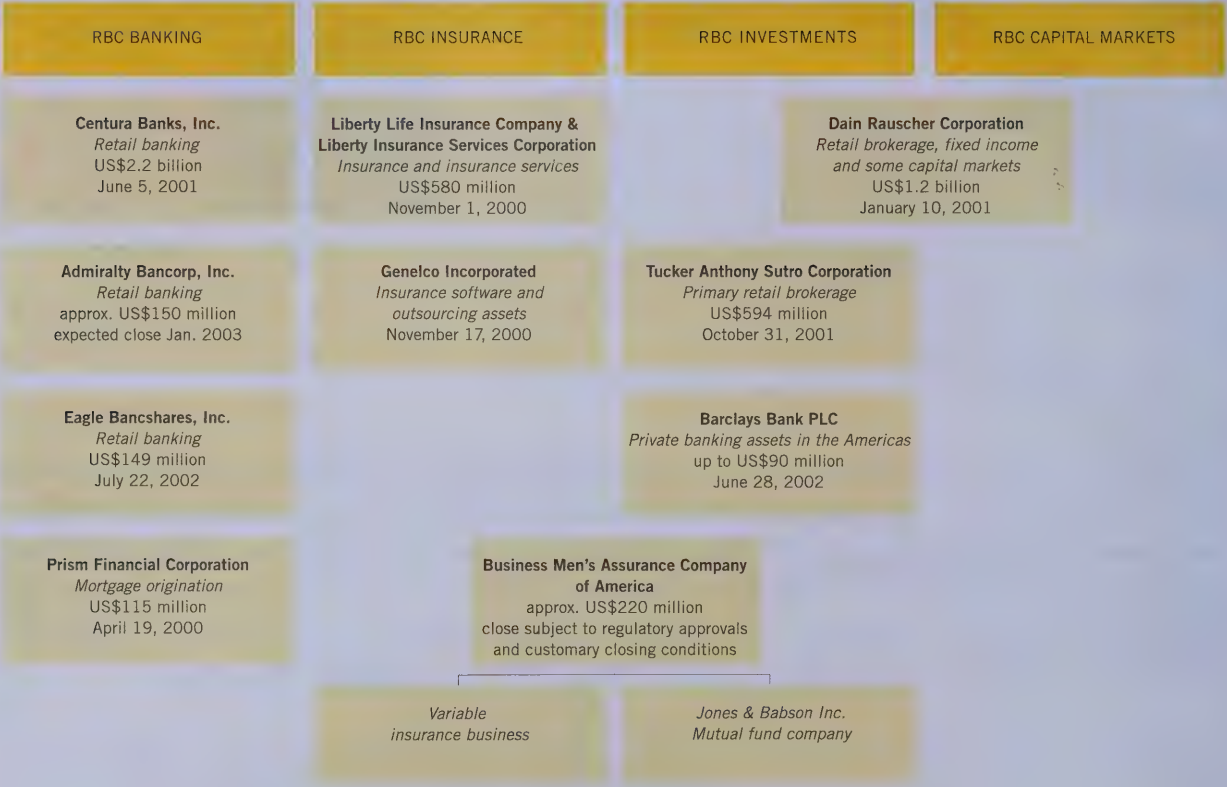 RBC BANKING
RBC INSURANCE
RBC INVESTMENTS
RBC CAPITAL MARKETS
Centura Banks, Inc.
Retail banking
US$2.2 billion
June 5, 2001
Liberty Life Insurance Company &
Liberty Insurance Services Corporation
Insurance and insurance services
US$580 million
November 1, 2000
Dain Rauscher Corporation
Retail brokerage, fixed income
and some capital markets
US$1.2 billion
January 10, 2001
Admiralty Bancorp, Inc.
Retail banking
approx. US$150 million
expected close Jan. 2003
Genelco Incorporated
Insurance software and
outsourcing assets
November 17, 2000
Tucker Anthony Sutro Corporation
Primary retail brokerage
US$594 million
October 31, 2001
Eagle Bancshares, Inc.
Retail banking
US$149 million
July 22, 2002
Barclays Bank PLC
Private banking assets in the Americas
up to US$90 million
June 28, 2002
Prism Financial Corporation
Mortgage origination
US$115 million
April 19, 2000
Business Men's Assurance Company
of America
approx. US$220 million
close subject to regulatory approvals
and customary closing conditions
Variable
insurance business
Jones & Babson Inc.
Mutual fund company